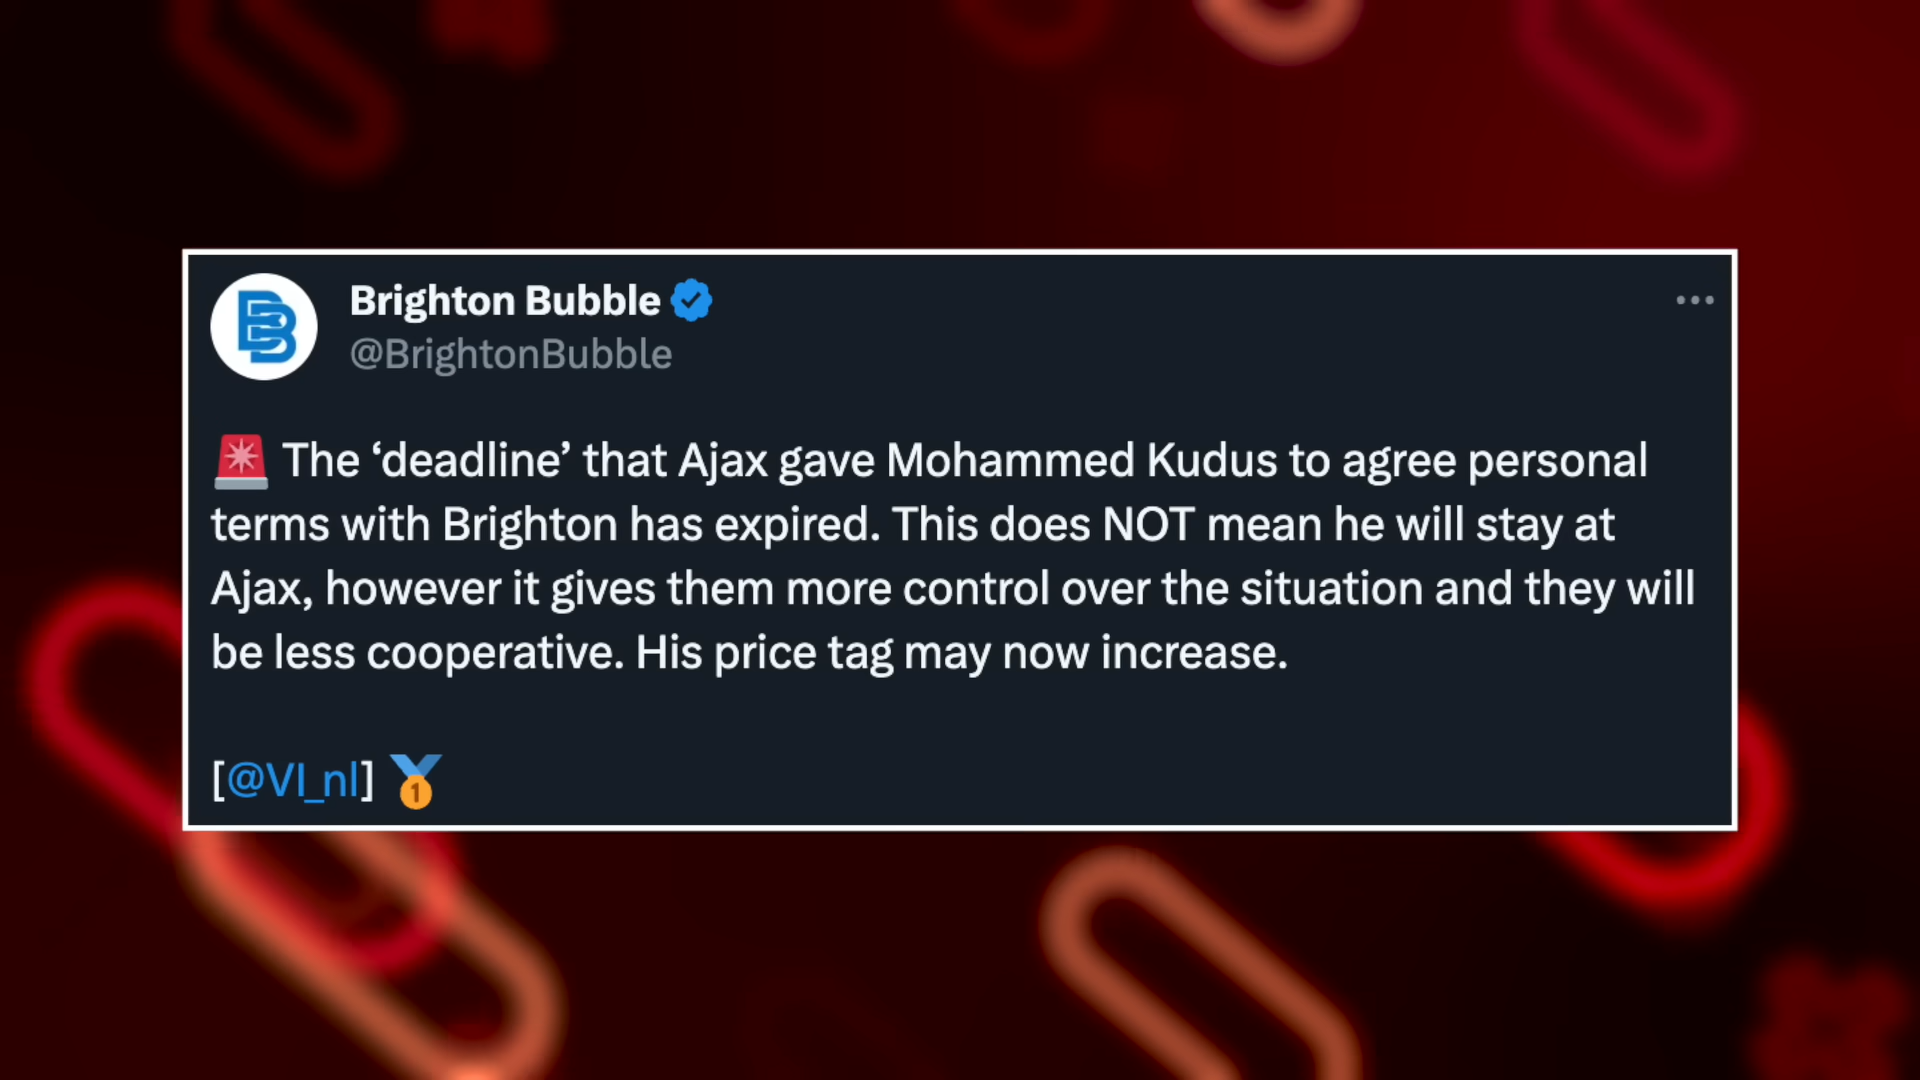 Brighton Bubble
@BrightonBubble
🚨 The ‘deadline’ that Ajax gave Mohammed Kudus to agree personal
terms with Brighton has expired. This does NOT mean he will stay at
Ajax, however it gives them more control over the situation and they will
be less cooperative. His price tag may now increase.
[@VI_nl] 🥇